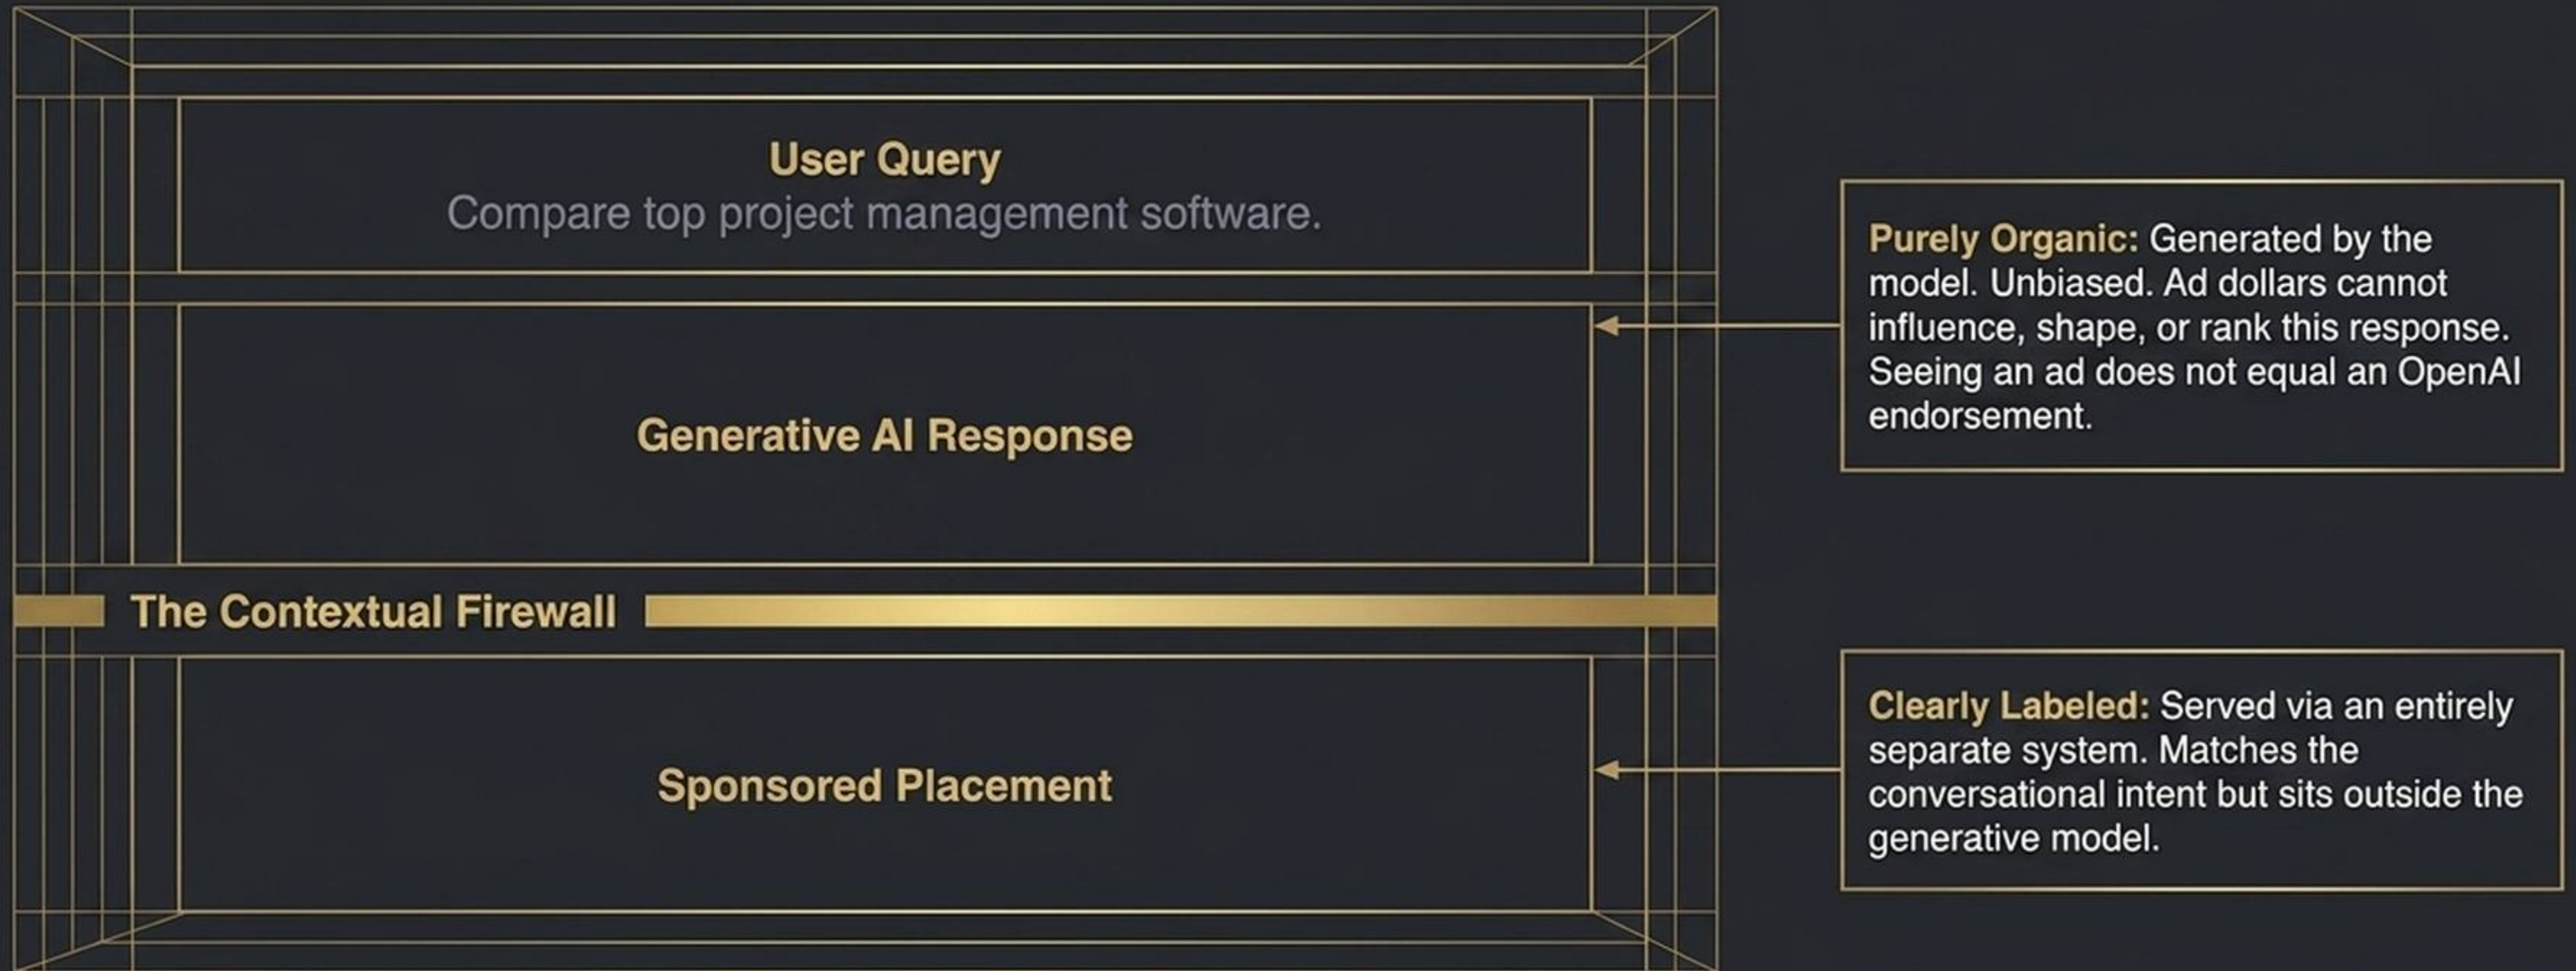 User Query
Compare top project management software.
Purely Organic: Generated by the
model. Unbiased. Ad dollars cannot
influence, shape, or rank this response.
Seeing an ad does not equal an OpenAI
endorsement.
Generative AI Response
The Contextual Firewall
Clearly Labeled: Served via an entirely
separate system. Matches the
conversational intent but sits outside the
generative model.
Sponsored Placement